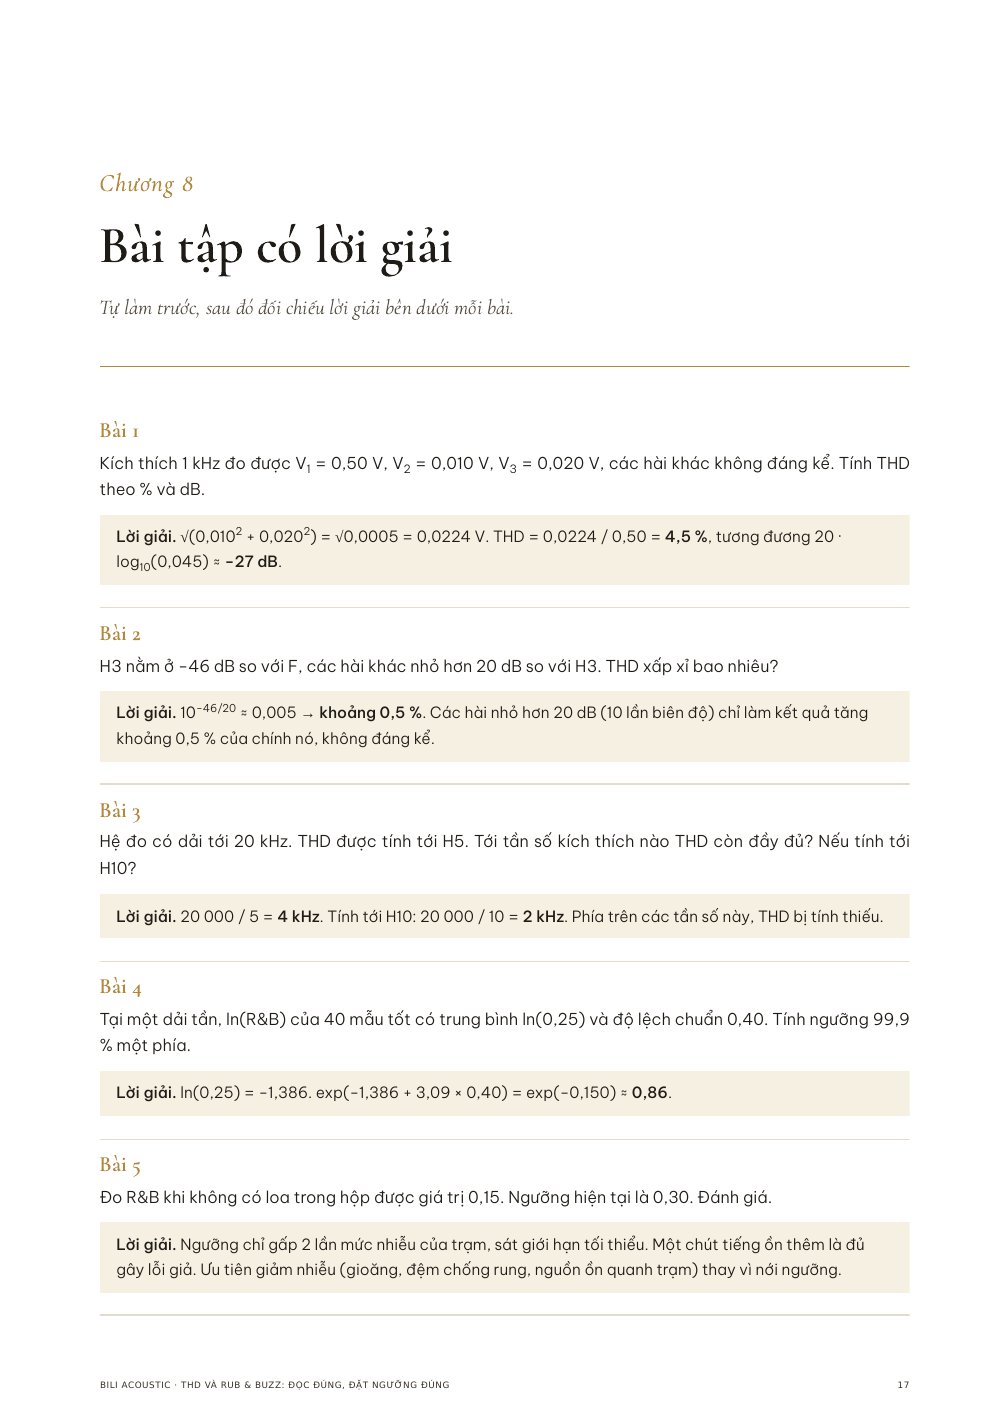 Chương 8
Bài tập có lời giải
Tự làm trước, sau đó đối chiếu lời giải bên dưới mỗi bài.
Bài 1
Kích thích 1 kHz đo được V₁ = 0,50 V, V₂ = 0,010 V, V₃ = 0,020 V, các hài khác không đáng kể. Tính THD
theo % và dB.
Lời giải. √(0,010² + 0,020²) = √0,0005 = 0,0224 V. THD = 0,0224 / 0,50 = 4,5 %, tương đương 20 ·
log₁₀(0,045) ≈ −27 dB.
Bài 2
H3 nằm ở −46 dB so với F, các hài khác nhỏ hơn 20 dB so với H3. THD xấp xỉ bao nhiêu?
Lời giải. 10⁻⁴⁶/²⁰ ≈ 0,005 → khoảng 0,5 %. Các hài nhỏ hơn 20 dB (10 lần biên độ) chỉ làm kết quả tăng
khoảng 0,5 % của chính nó, không đáng kể.
Bài 3
Hệ đo có dải tới 20 kHz. THD được tính tới H5. Tới tần số kích thích nào THD còn đầy đủ? Nếu tính tới
H10?
Lời giải. 20 000 / 5 = 4 kHz. Tính tới H10: 20 000 / 10 = 2 kHz. Phía trên các tần số này, THD bị tính thiếu.
Bài 4
Tại một dải tần, ln(R&B) của 40 mẫu tốt có trung bình ln(0,25) và độ lệch chuẩn 0,40. Tính ngưỡng 99,9
% một phía.
Lời giải. ln(0,25) = −1,386. exp(−1,386 + 3,09 × 0,40) = exp(−0,150) ≈ 0,86.
Bài 5
Đo R&B khi không có loa trong hộp được giá trị 0,15. Ngưỡng hiện tại là 0,30. Đánh giá.
Lời giải. Ngưỡng chỉ gấp 2 lần mức nhiễu của trạm, sát giới hạn tối thiểu. Một chút tiếng ồn thêm là đủ
gây lỗi giả. Ưu tiên giảm nhiễu (gioăng, đệm chống rung, nguồn ồn quanh trạm) thay vì nới ngưỡng.
BILI ACOUSTIC · THD VÀ RUB & BUZZ: ĐỌC ĐÚNG, ĐẶT NGƯỠNG ĐÚNG
17